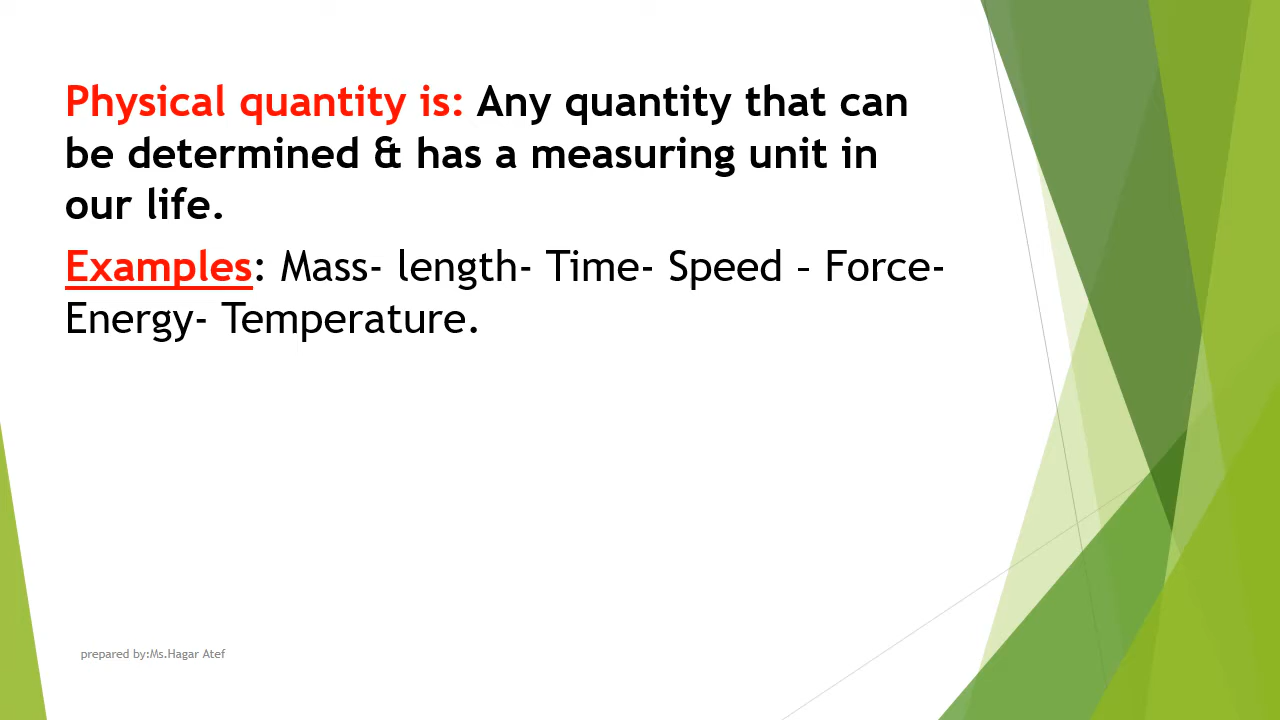 Physical quantity is: Any quantity that can
be determined & has a measuring unit in
our life.
Examples: Mass- length- Time- Speed – Force-
Energy- Temperature.
prepared by:Ms.Hagar Atef